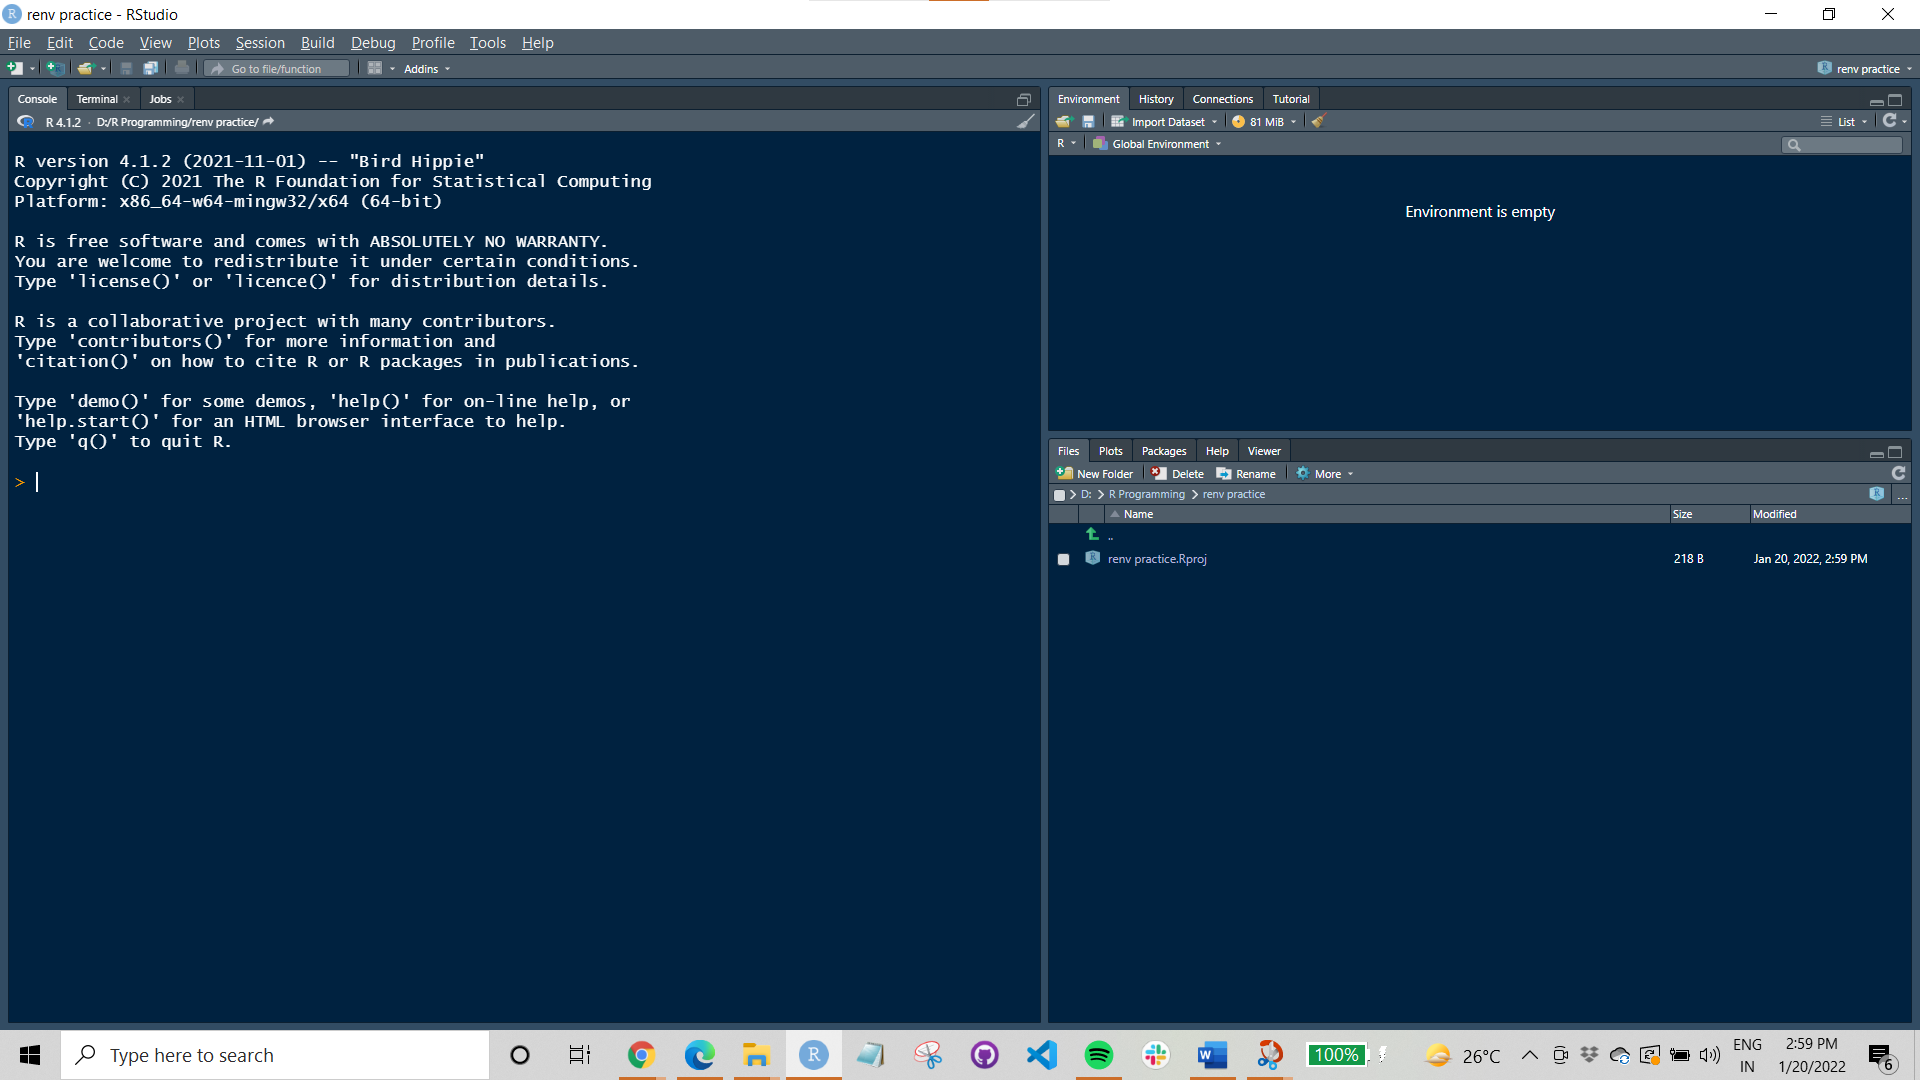 renv practice - RStudio
File Edit Code View Plots Session Build Debug Profile Tools Help
Go to file/function Addins renv practice
Console Terminal Jobs
R 4.1.2 · D:/R Programming/renv practice/
R version 4.1.2 (2021-11-01) -- "Bird Hippie"
Copyright (C) 2021 The R Foundation for Statistical Computing
Platform: x86_64-w64-mingw32/x64 (64-bit)
R is free software and comes with ABSOLUTELY NO WARRANTY.
You are welcome to redistribute it under certain conditions.
Type 'license()' or 'licence()' for distribution details.
R is a collaborative project with many contributors.
Type 'contributors()' for more information and
'citation()' on how to cite R or R packages in publications.
Type 'demo()' for some demos, 'help()' for on-line help, or
'help.start()' for an HTML browser interface to help.
Type 'q()' to quit R.
>
Environment History Connections Tutorial
Import Dataset 81 MiB List
R Global Environment
Environment is empty
Files Plots Packages Help Viewer
New Folder Delete Rename More
D: R Programming renv practice ...
Name Size Modified
..
renv practice.Rproj 218 B Jan 20, 2022, 2:59 PM
Type here to search
100%
26°C
ENG
IN
2:59 PM
1/20/2022
6